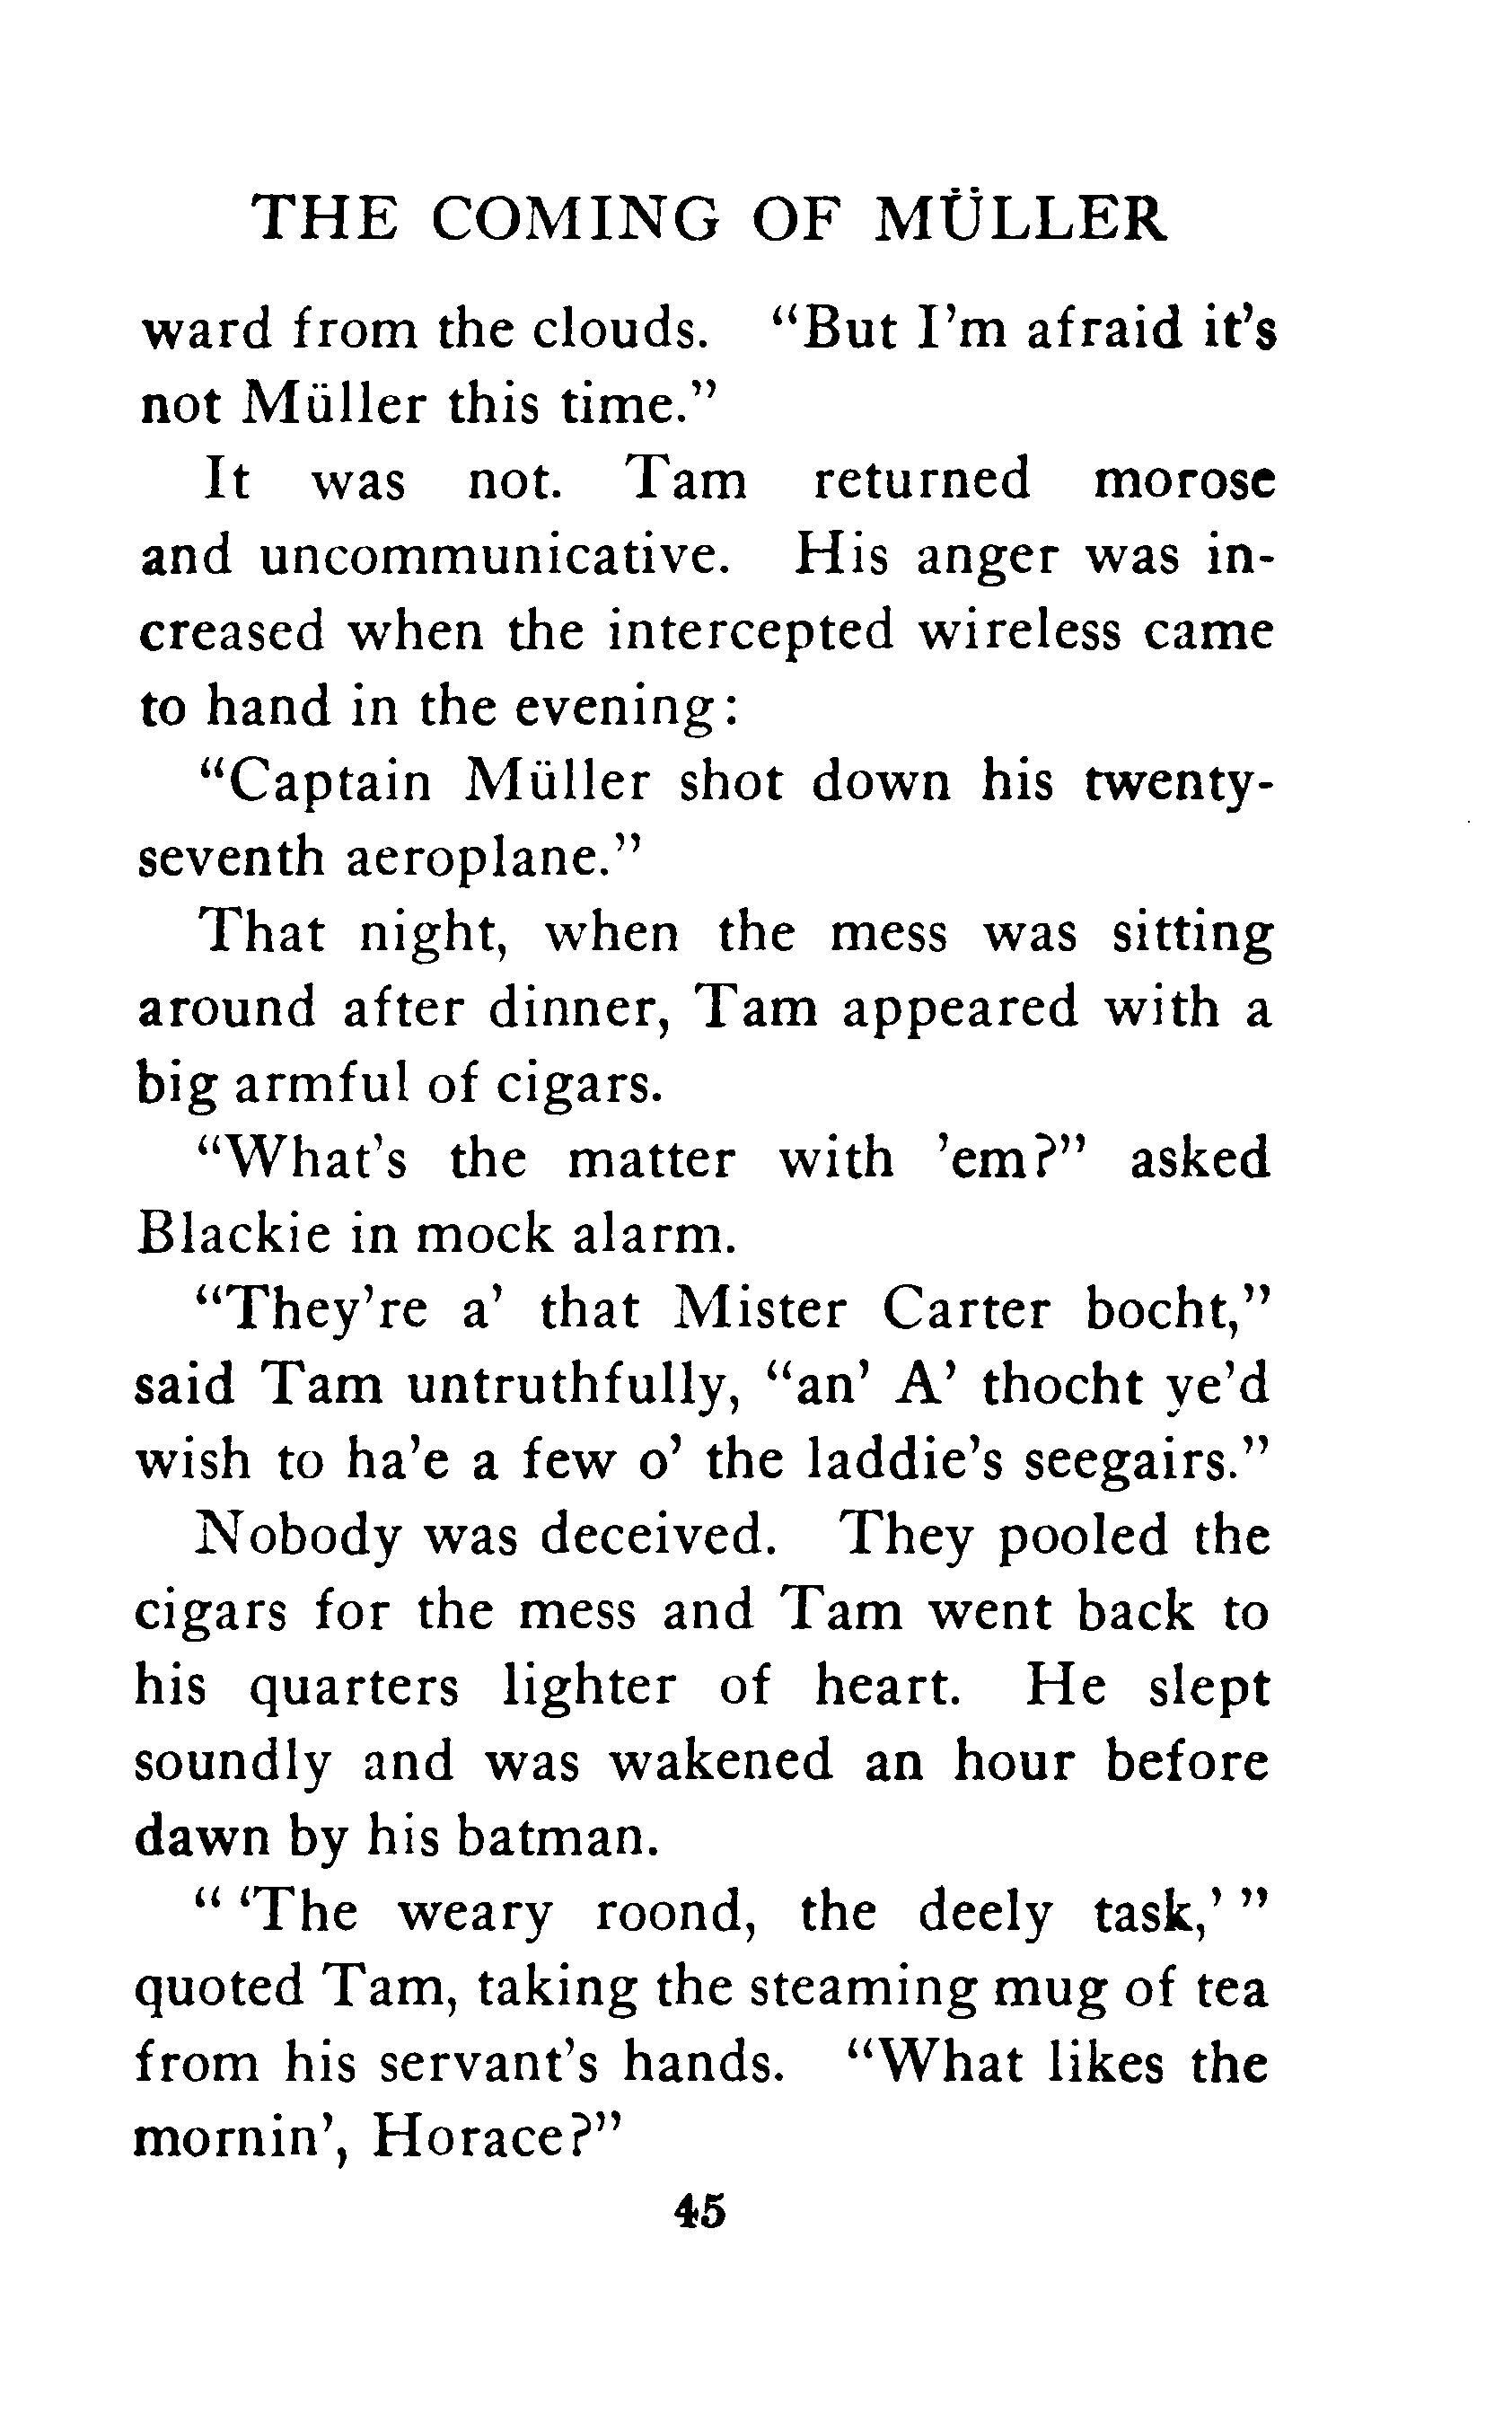 THE COMING OF MÜLLER
ward from the clouds. "But I'm afraid it's
not Müller this time."
It was not. Tam returned morose
and uncommunicative. His anger was in-
creased when the intercepted wireless came
to hand in the evening:
"Captain Müller shot down his twenty-
seventh aeroplane."
That night, when the mess was sitting
around after dinner, Tam appeared with a
big armful of cigars.
"What's the matter with 'em?" asked
Blackie in mock alarm.
"They're a' that Mister Carter bocht,"
said Tam untruthfully, "an' A' thocht ye'd
wish to ha'e a few o' the laddie's seegairs."
Nobody was deceived. They pooled the
cigars for the mess and Tam went back to
his quarters lighter of heart. He slept
soundly and was wakened an hour before
dawn by his batman.
" 'The weary roond, the deely task,' "
quoted Tam, taking the steaming mug of tea
from his servant's hands. "What likes the
mornin', Horace?"
45